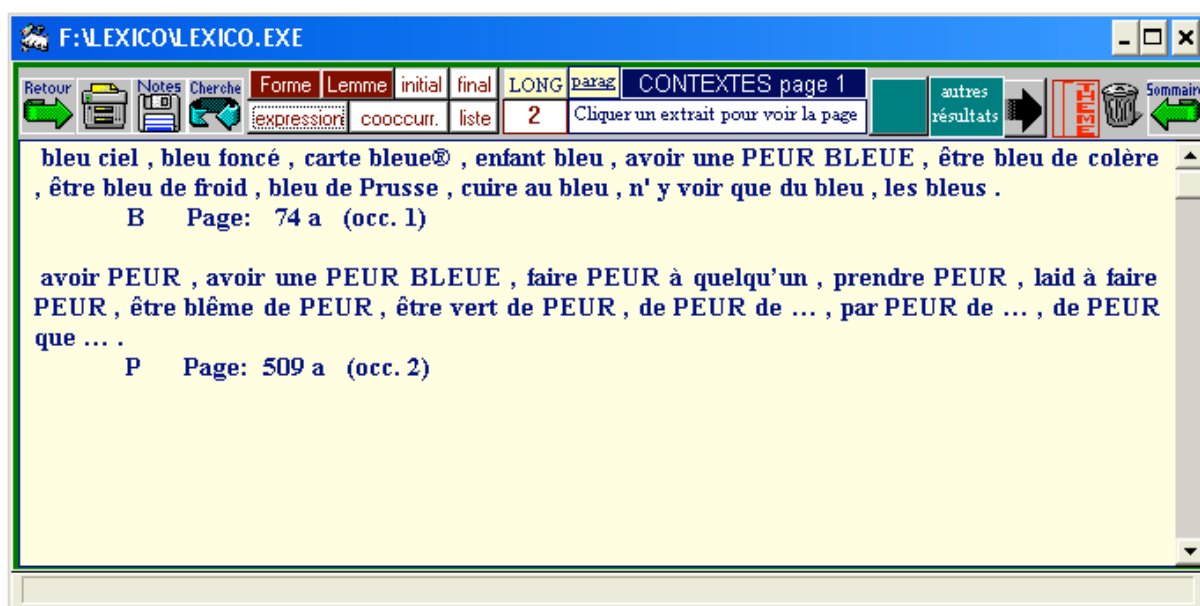 F:\LEXICO\LEXICO.EXE
Retour Notes Cherche Forme Lemme initial final LONG parag CONTEXTES page 1 autres résultats THEME Sommaire
expression cooccurr. liste 2 Cliquer un extrait pour voir la page
bleu ciel , bleu foncé , carte bleue® , enfant bleu , avoir une PEUR BLEUE , être bleu de colère
, être bleu de froid , bleu de Prusse , cuire au bleu , n' y voir que du bleu , les bleus .
B Page: 74 a (occ. 1)
avoir PEUR , avoir une PEUR BLEUE , faire PEUR à quelqu’un , prendre PEUR , laid à faire
PEUR , être blême de PEUR , être vert de PEUR , de PEUR de ... , par PEUR de ... , de PEUR
que ... .
P Page: 509 a (occ. 2)